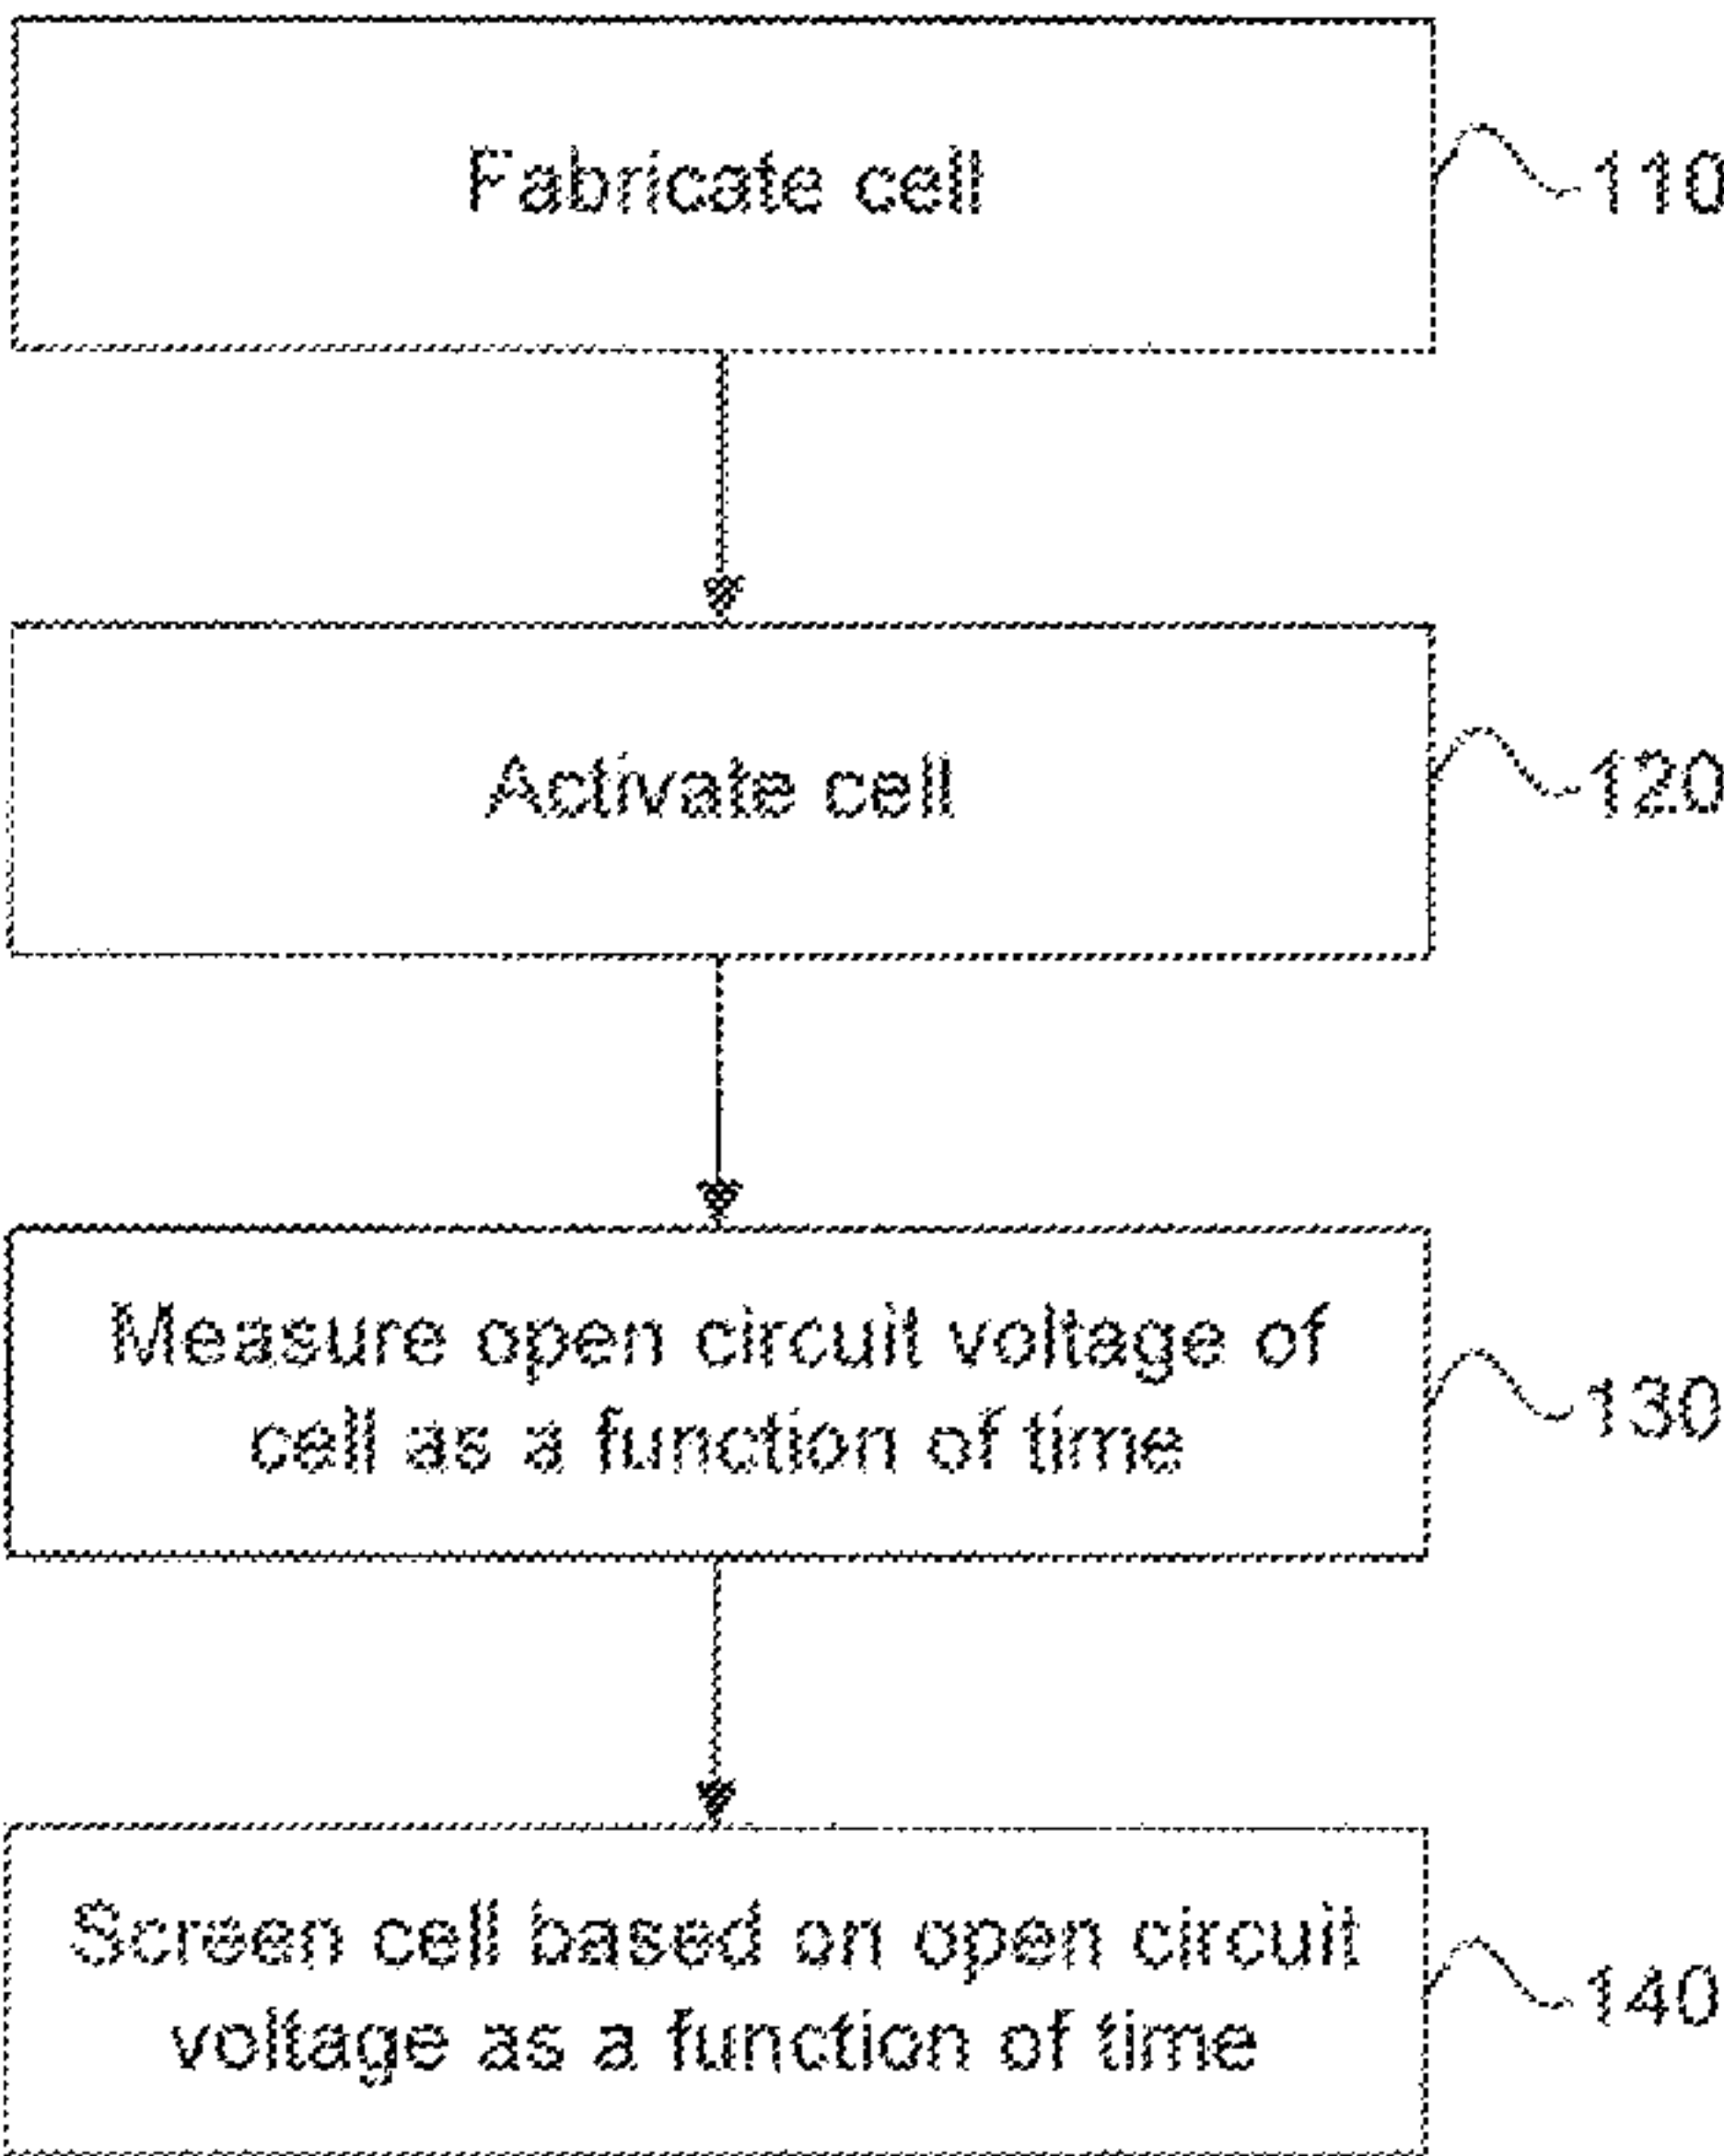 Fabricate cell
110
Activate cell
120
Measure open circuit voltage of
cell as a function of time
130
Screen cell based on open circuit
voltage as a function of time
140